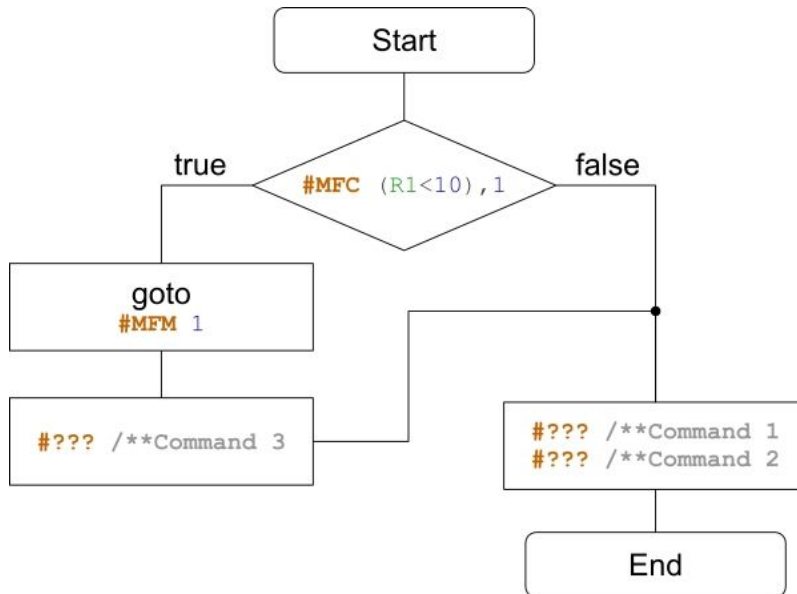 Start
true
false
#MFC (R1<10),1
goto
#MFM 1
#??? /**Command 3
#??? /**Command 1
#??? /**Command 2
End